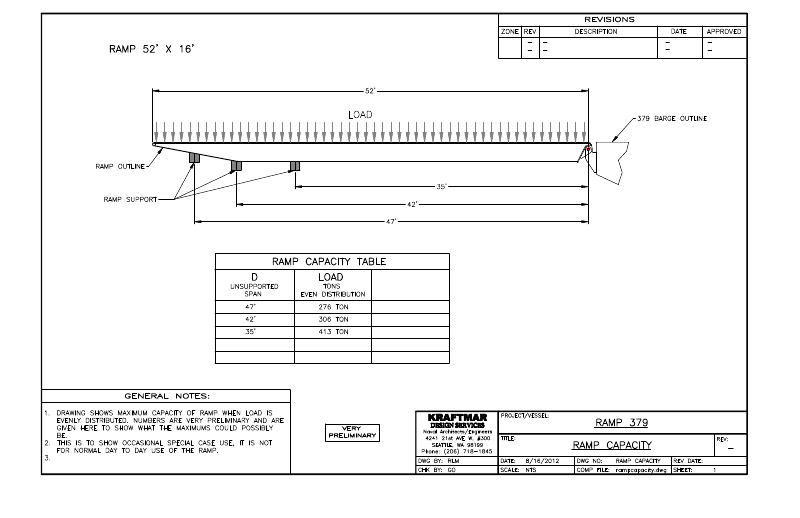 REVISIONS
ZONE REV DESCRIPTION DATE APPROVED
– – – –
– – – –
RAMP 52' X 16'
52'
LOAD
379 BARGE OUTLINE
RAMP OUTLINE
RAMP SUPPORT
35'
42'
47'
RAMP CAPACITY TABLE
D LOAD
UNSUPPORTED TONS
SPAN EVEN DISTRIBUTION
47' 276 TON
42' 306 TON
35' 413 TON
GENERAL NOTES:
1. DRAWING SHOWS MAXIMUM CAPACITY OF RAMP WHEN LOAD IS
EVENLY DISTRIBUTED. NUMBERS ARE VERY PRELIMINARY AND ARE
GIVEN HERE TO SHOW WHAT THE MAXIMUMS COULD POSSIBLY
BE.
2. THIS IS TO SHOW OCCASIONAL SPECIAL CASE USE, IT IS NOT
FOR NORMAL DAY TO DAY USE OF THE RAMP.
3.
VERY
PRELIMINARY
KRAFTMAR
DESIGN SERVICES
Naval Architects/Engineers
4241 21st AVE W, #300
SEATTLE, WA 98199
Phone: (206) 718-1845
DWG BY: RLM
CHK BY: GO
PROJECT/VESSEL:
RAMP 379
TITLE:
RAMP CAPACITY
REV:
–
DATE: 8/16/2012 DWG NO: RAMP CAPACITY REV DATE:
SCALE: NTS COMP FILE: rampcapacity.dwg SHEET: 1